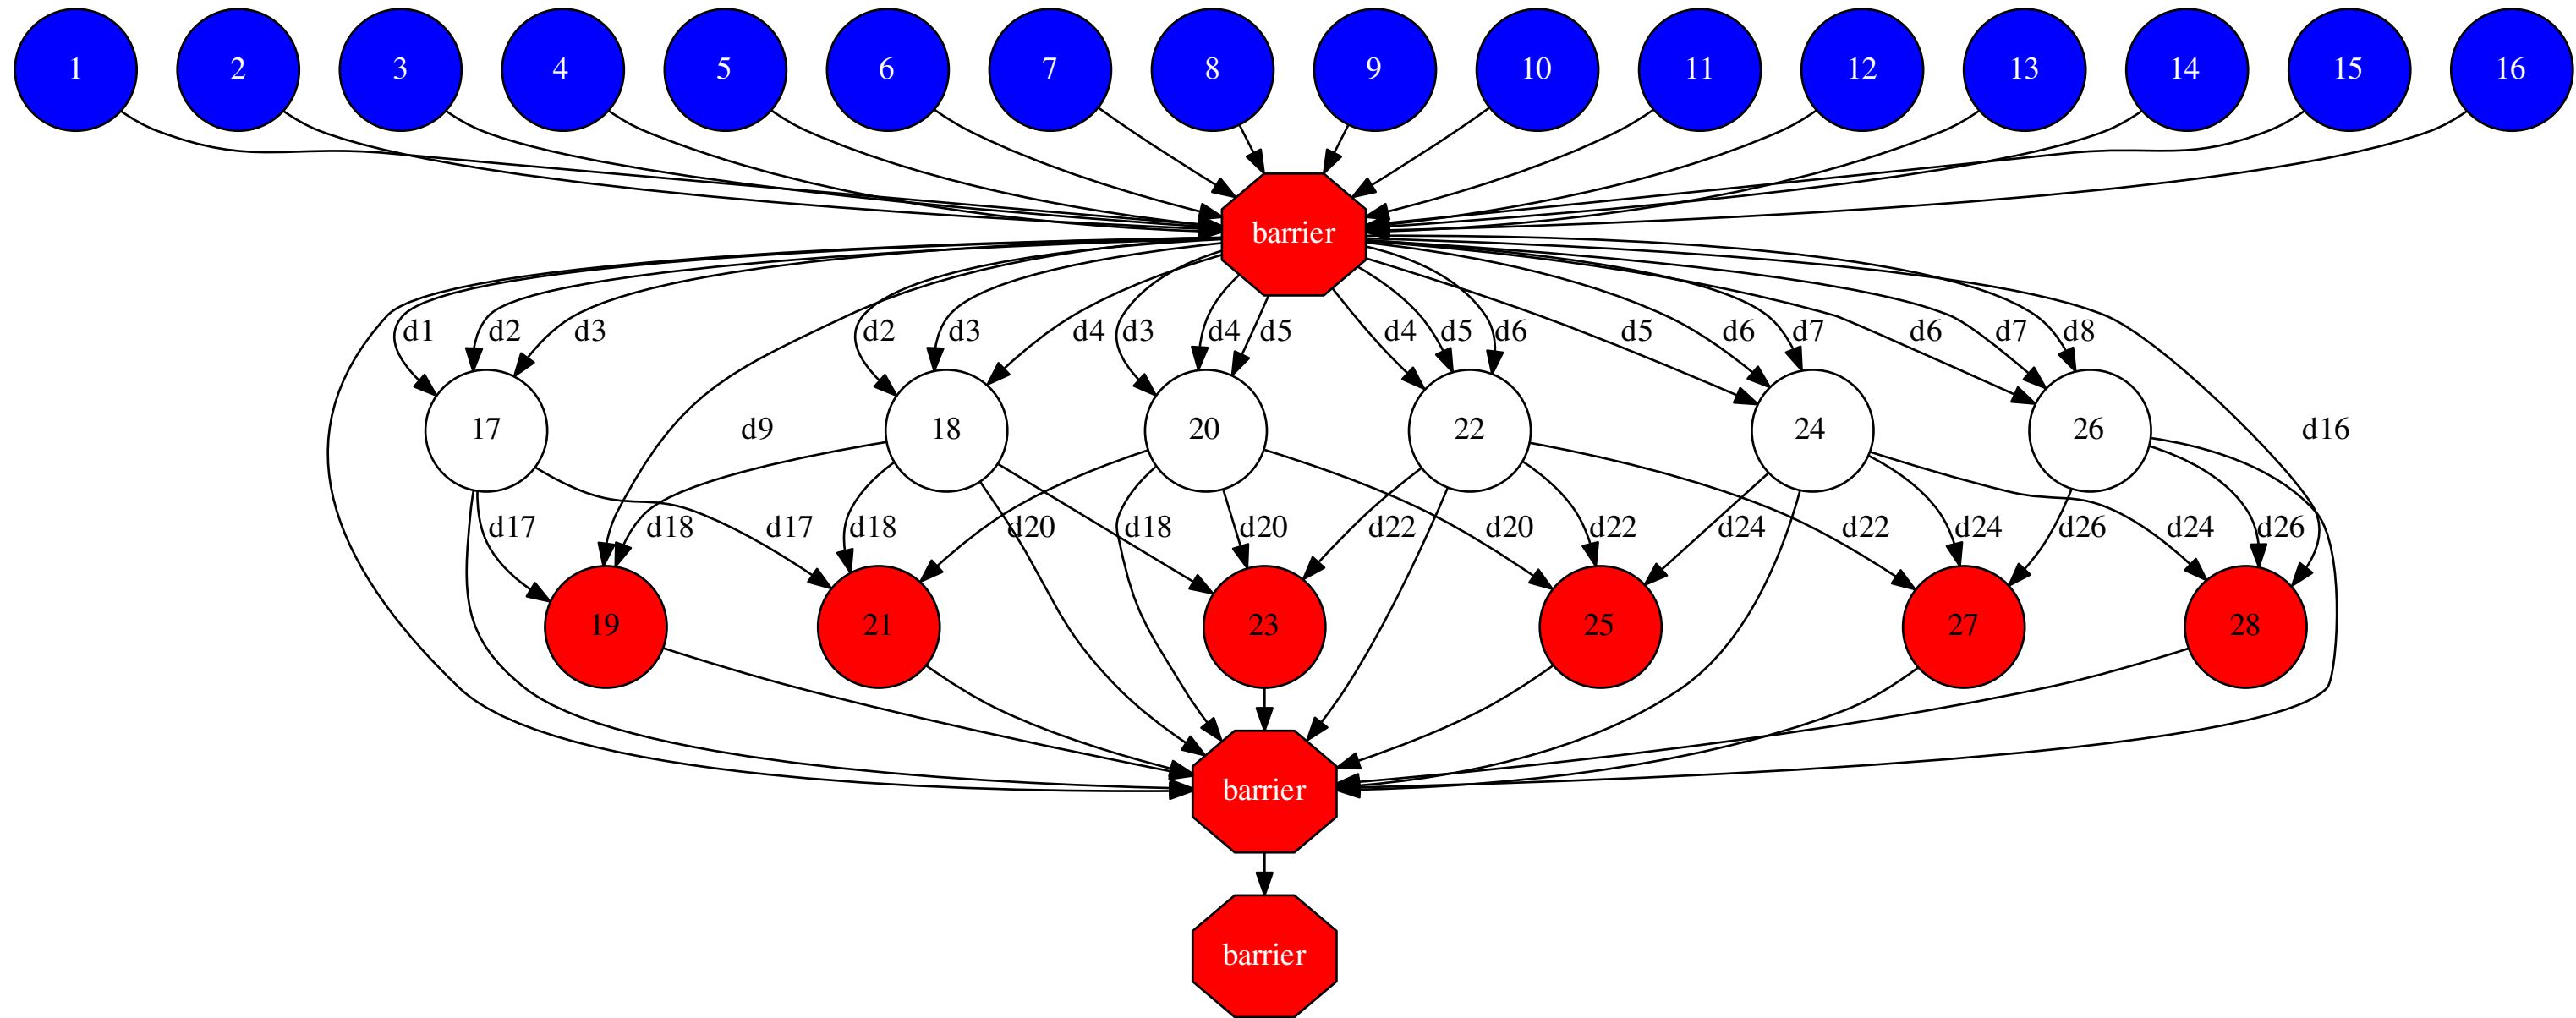 1 2 3 4 5 6 7 8 9 10 11 12 13 14 15 16
barrier
d1 d2 d3 d2 d3 d4 d3 d4 d5 d4 d5 d6 d5 d6 d7 d6 d7 d8
17 d9 18 20 22 24 26 d16
d17 d18 d17 d18 d20 d18 d20 d22 d20 d22 d24 d22 d24 d26 d24 d26
19 21 23 25 27 28
barrier
barrier